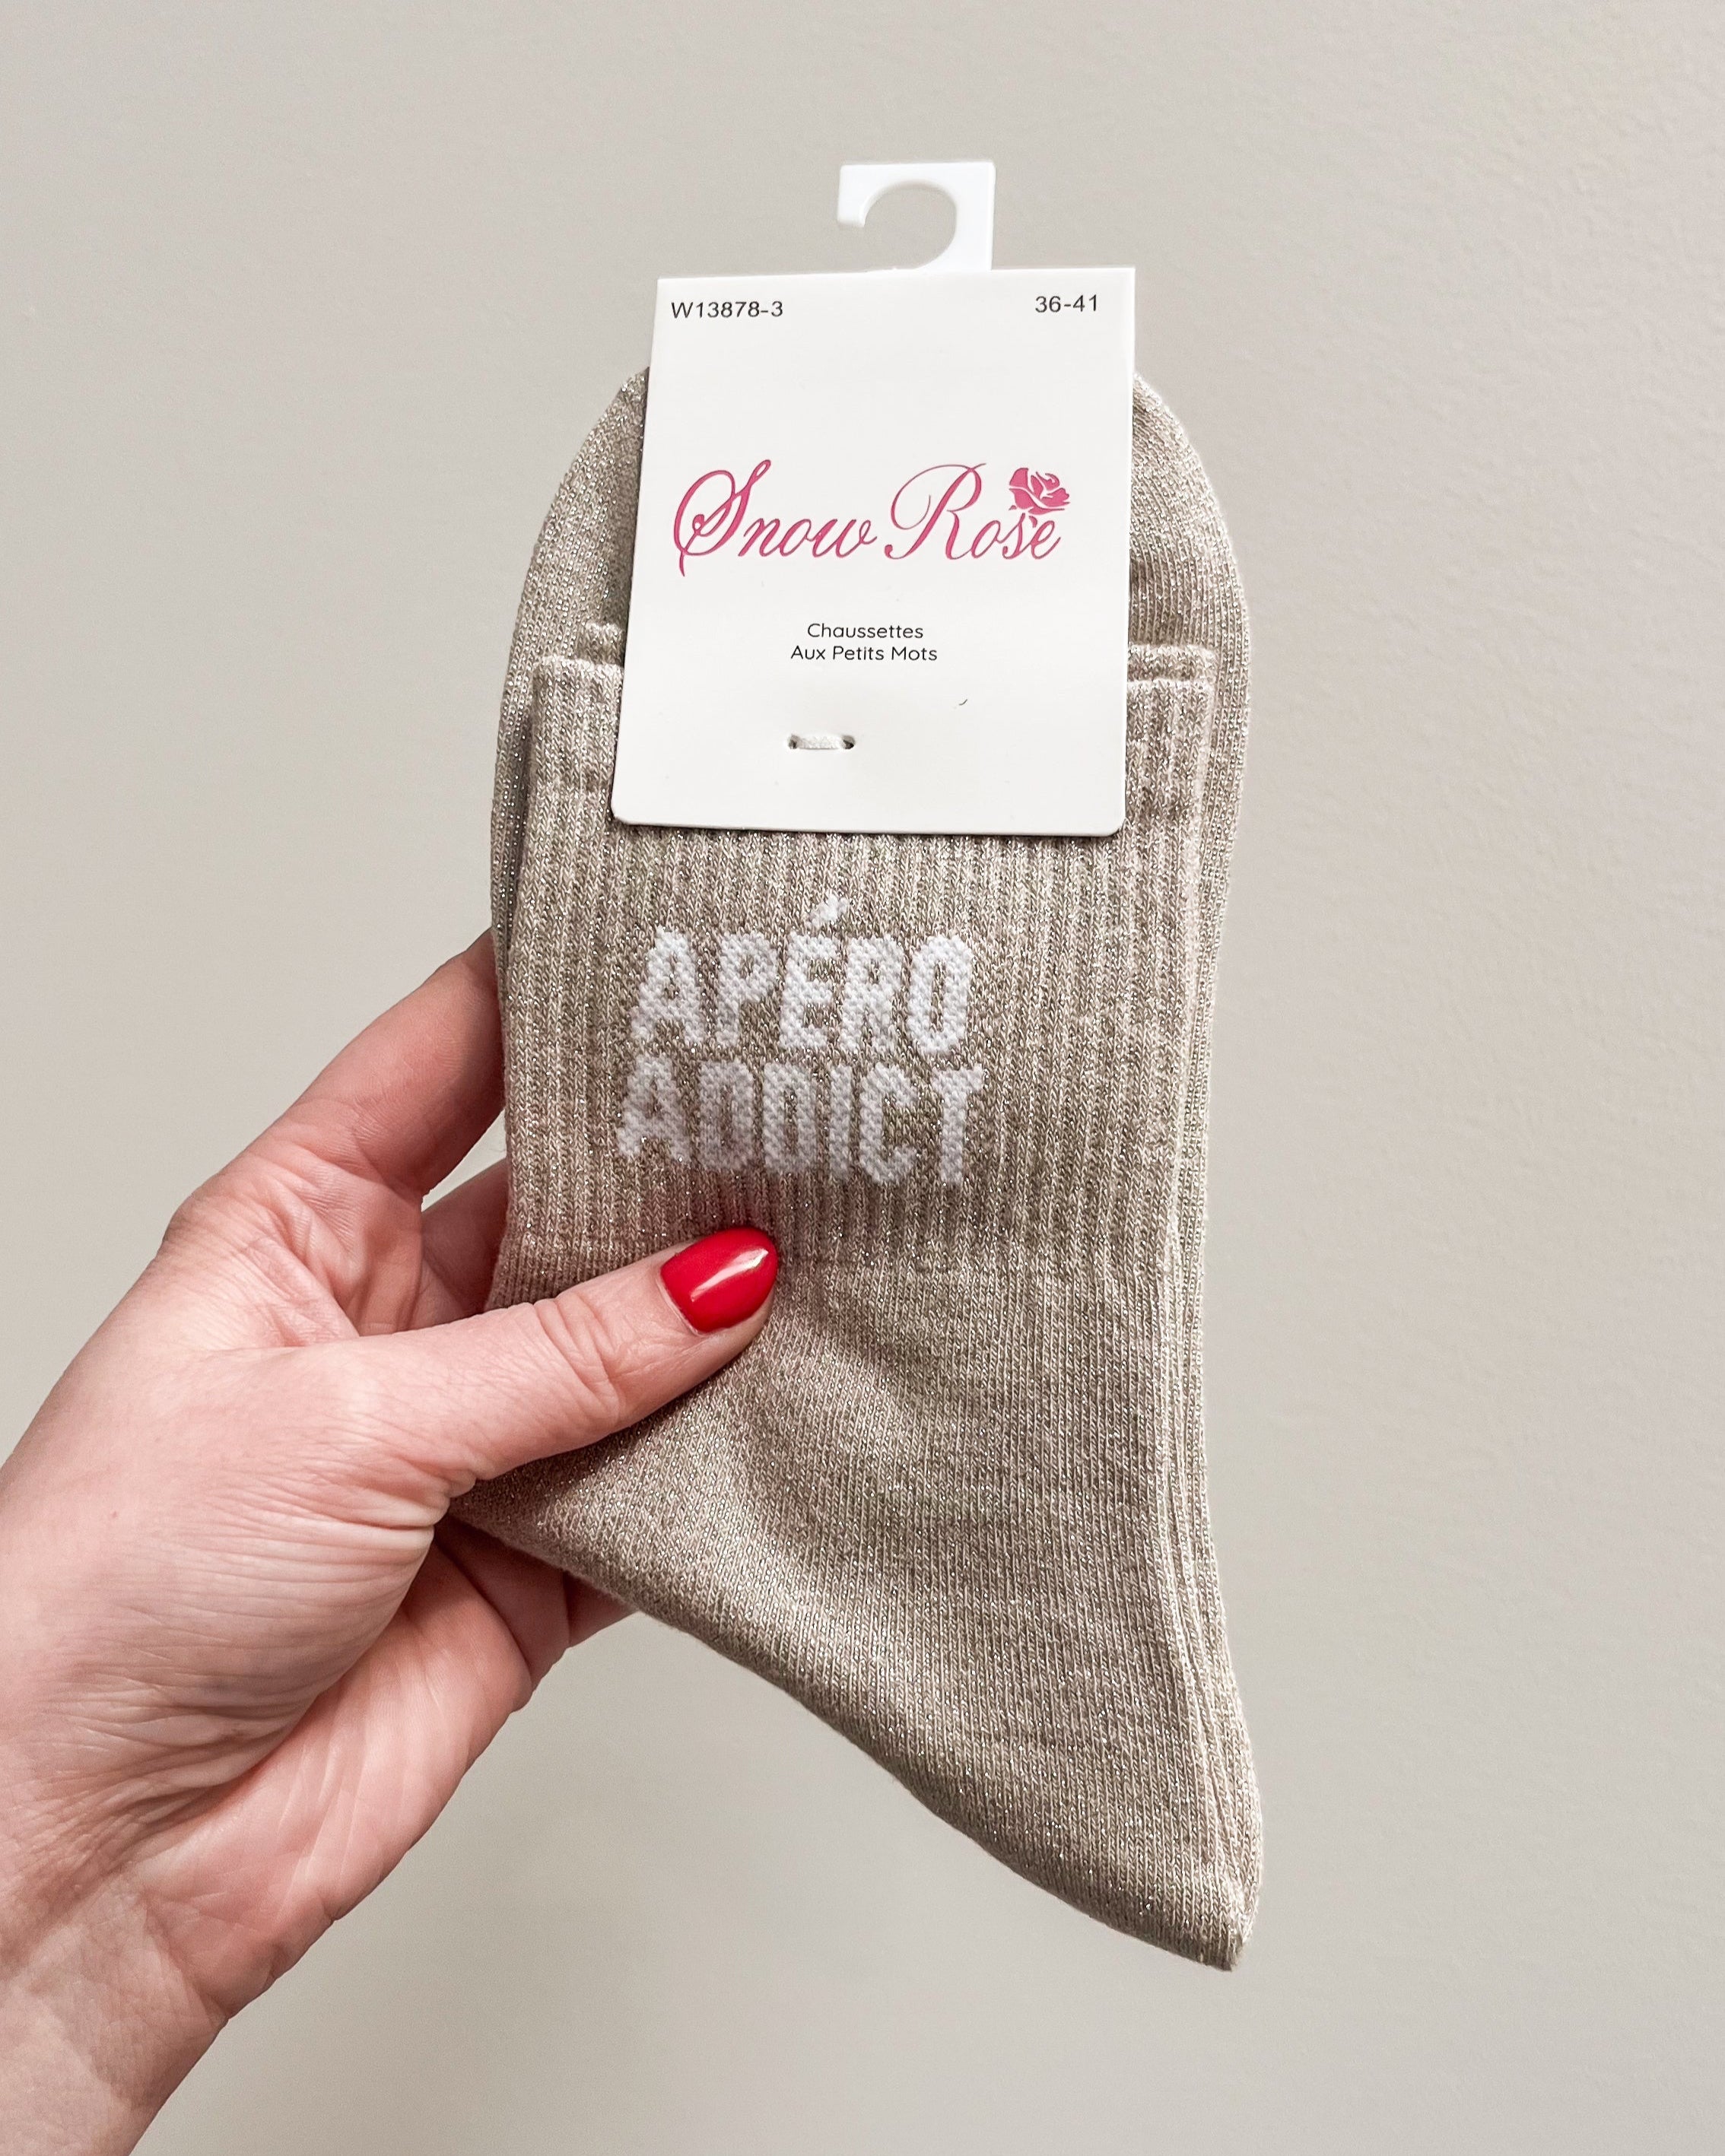 W13878-3 36-41
Snow Rose
Chaussettes
Aux Petits Mots
APÉRO
ADDICT